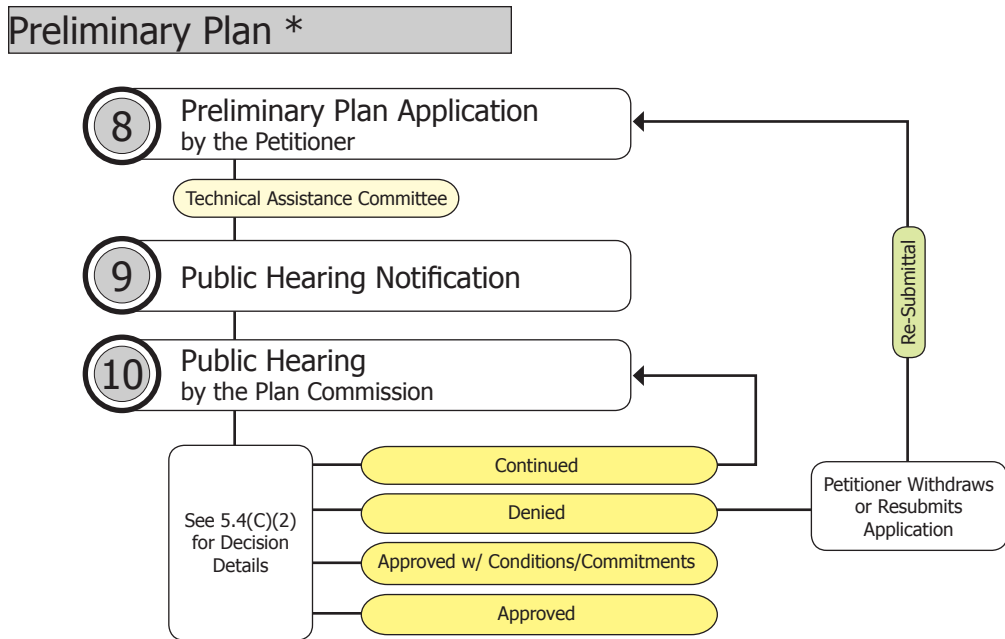 Preliminary Plan *
8
Preliminary Plan Application
by the Petitioner
Technical Assistance Committee
9
Public Hearing Notification
10
Public Hearing
by the Plan Commission
Re-Submittal
See 5.4(C)(2)
for Decision
Details
Continued
Denied
Approved w/ Conditions/Commitments
Approved
Petitioner Withdraws
or Resubmits
Application